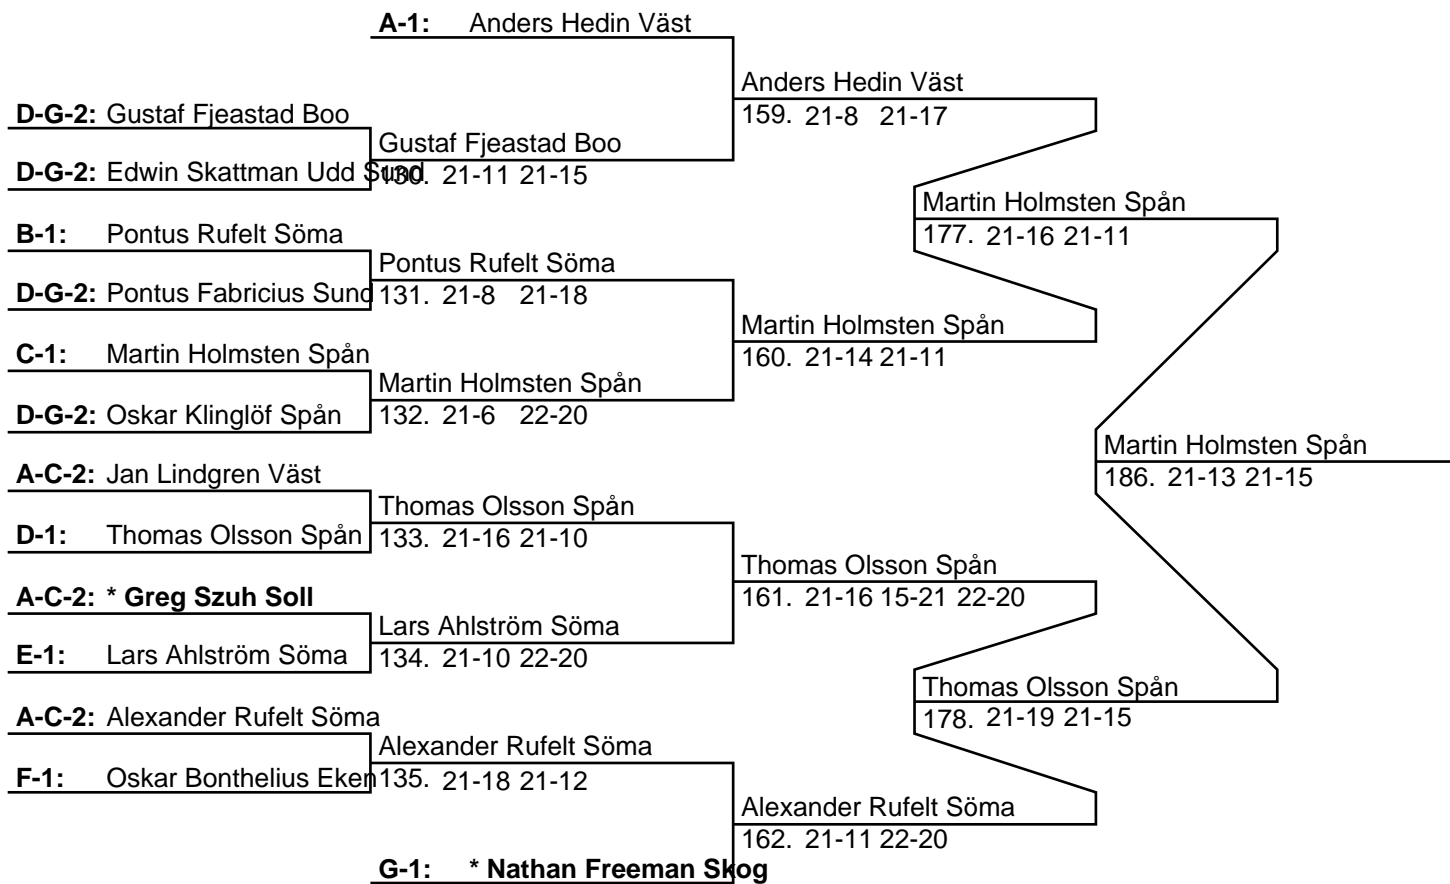 A-1: Anders Hedin Väst
Anders Hedin Väst
159. 21-8 21-17
D-G-2: Gustaf Fjeastad Boo
Gustaf Fjeastad Boo
130. 21-11 21-15
D-G-2: Edwin Skattman Udd Sund
Martin Holmsten Spån
177. 21-16 21-11
B-1: Pontus Rufelt Söma
Pontus Rufelt Söma
131. 21-8 21-18
D-G-2: Pontus Fabricius Sund
Martin Holmsten Spån
160. 21-14 21-11
C-1: Martin Holmsten Spån
Martin Holmsten Spån
132. 21-6 22-20
D-G-2: Oskar Klinglöf Spån
Martin Holmsten Spån
186. 21-13 21-15
A-C-2: Jan Lindgren Väst
Thomas Olsson Spån
133. 21-16 21-10
D-1: Thomas Olsson Spån
Thomas Olsson Spån
161. 21-16 15-21 22-20
A-C-2: * Greg Szuh Soll
Lars Ahlström Söma
134. 21-10 22-20
E-1: Lars Ahlström Söma
Thomas Olsson Spån
178. 21-19 21-15
A-C-2: Alexander Rufelt Söma
Alexander Rufelt Söma
135. 21-18 21-12
F-1: Oskar Bonthelius Eken
Alexander Rufelt Söma
162. 21-11 22-20
G-1: * Nathan Freeman Skog